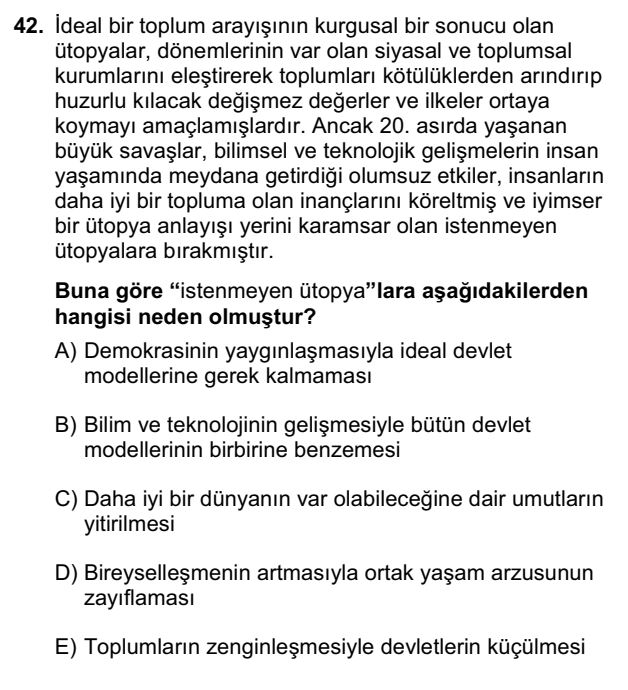 42. İdeal bir toplum arayışının kurgusal bir sonucu olan
ütopyalar, dönemlerinin var olan siyasal ve toplumsal
kurumlarını eleştirerek toplumları kötülüklerden arındırıp
huzurlu kılacak değişmez değerler ve ilkeler ortaya
koymayı amaçlamışlardır. Ancak 20. asırda yaşanan
büyük savaşlar, bilimsel ve teknolojik gelişmelerin insan
yaşamında meydana getirdiği olumsuz etkiler, insanların
daha iyi bir topluma olan inançlarını köreltmiş ve iyimser
bir ütopya anlayışı yerini karamsar olan istenmeyen
ütopyalara bırakmıştır.
Buna göre “istenmeyen ütopya”lara aşağıdakilerden
hangisi neden olmuştur?
A) Demokrasinin yaygınlaşmasıyla ideal devlet
modellerine gerek kalmaması
B) Bilim ve teknolojinin gelişmesiyle bütün devlet
modellerinin birbirine benzemesi
C) Daha iyi bir dünyanın var olabileceğine dair umutların
yitirilmesi
D) Bireyselleşmenin artmasıyla ortak yaşam arzusunun
zayıflaması
E) Toplumların zenginleşmesiyle devletlerin küçülmesi